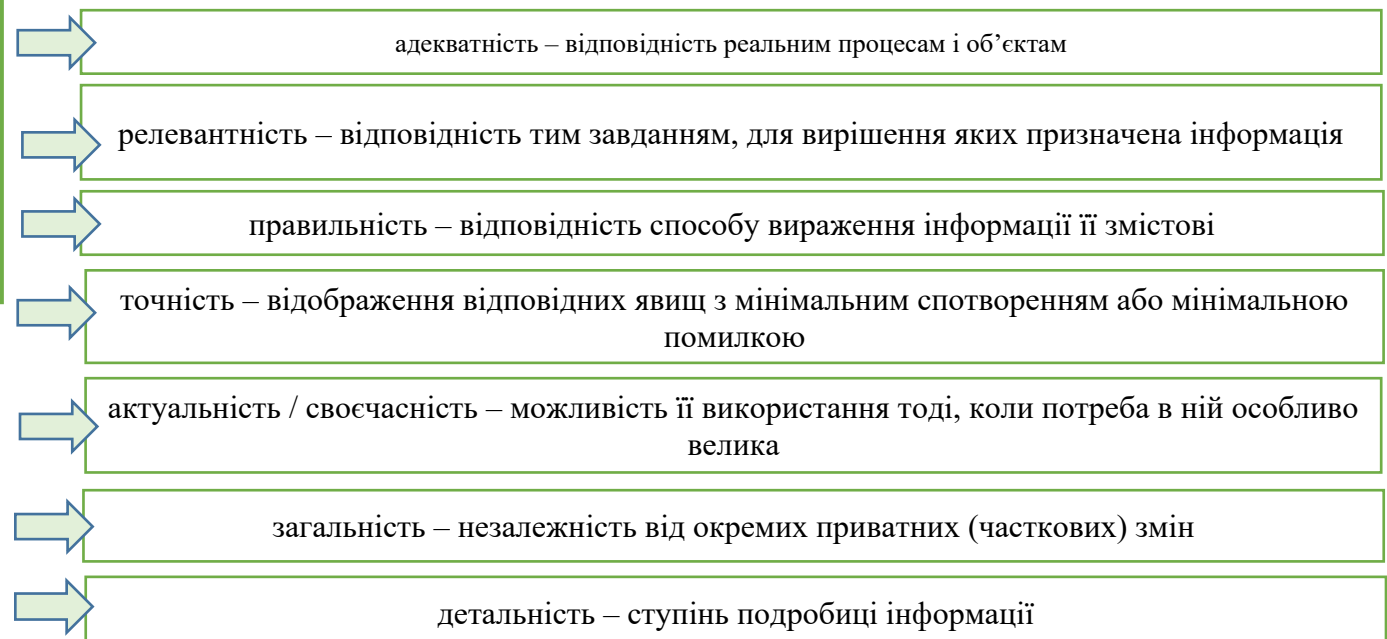 адекватність – відповідність реальним процесам і об’єктам
релевантність – відповідність тим завданням, для вирішення яких призначена інформація
правильність – відповідність способу вираження інформації її змістові
точність – відображення відповідних явищ з мінімальним спотворенням або мінімальною
помилкою
актуальність / своєчасність – можливість її використання тоді, коли потреба в ній особливо
велика
загальність – незалежність від окремих приватних (часткових) змін
детальність – ступінь подробиці інформації